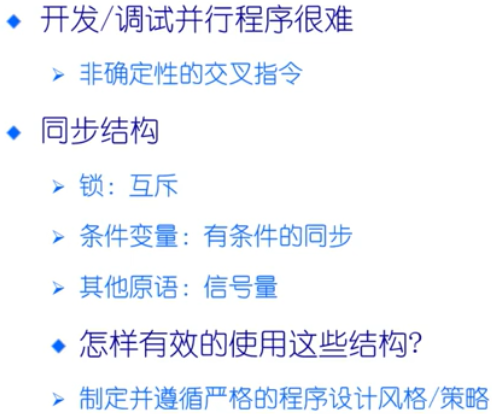 开发/调试并行程序很难
非确定性的交叉指令
同步结构
锁：互斥
条件变量：有条件的同步
其他原语：信号量
怎样有效的使用这些结构?
制定并遵循严格的程序设计风格/策略